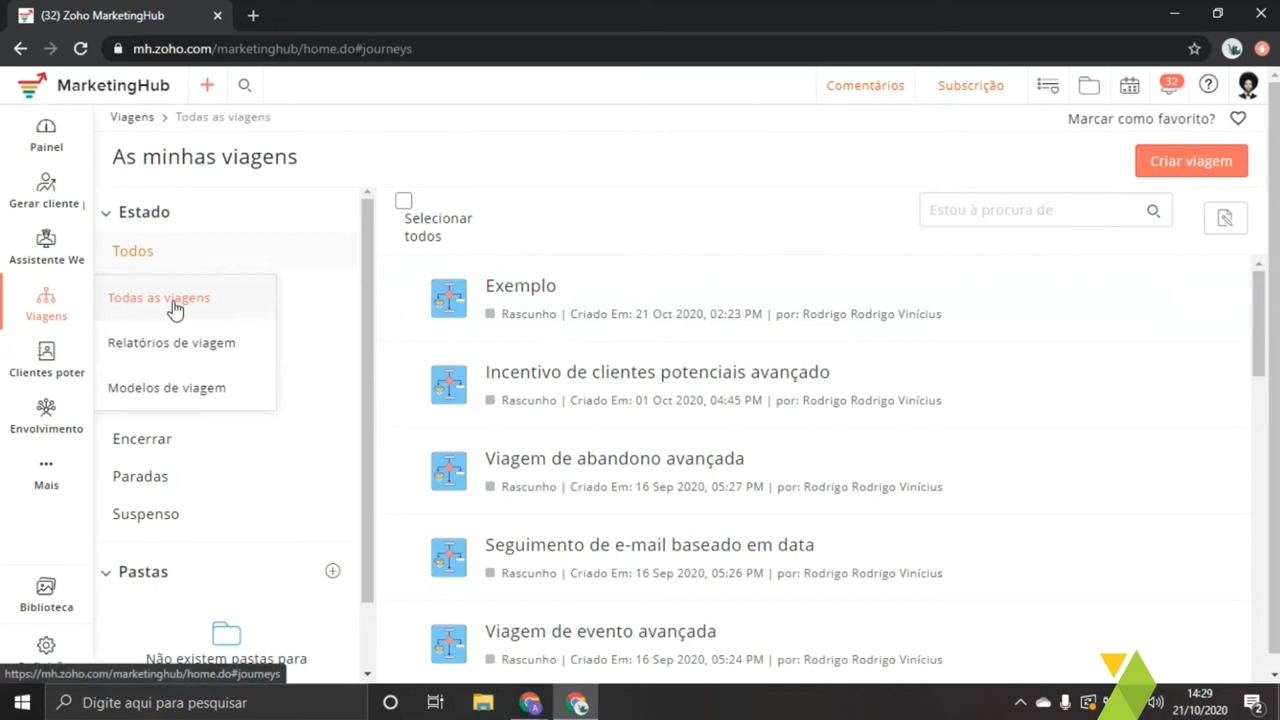 (32) Zoho MarketingHub
mh.zoho.com/marketinghub/home.do#journeys
MarketingHub
Comentários
Subscrição
32
Painel
Gerar cliente
Assistente We
Viagens
Clientes poter
Envolvimento
Mais
Biblioteca
Viagens > Todas as viagens
Marcar como favorito?
As minhas viagens
Criar viagem
Estado
Todos
Todas as viagens
Relatórios de viagem
Modelos de viagem
Encerrar
Paradas
Suspenso
Pastas
Não existem pastas para
Selecionar
todos
Estou à procura de
Exemplo
Rascunho | Criado Em: 21 Oct 2020, 02:23 PM | por: Rodrigo Rodrigo Vinícius
Incentivo de clientes potenciais avançado
Rascunho | Criado Em: 01 Oct 2020, 04:45 PM | por: Rodrigo Rodrigo Vinícius
Viagem de abandono avançada
Rascunho | Criado Em: 16 Sep 2020, 05:27 PM | por: Rodrigo Rodrigo Vinícius
Seguimento de e-mail baseado em data
Rascunho | Criado Em: 16 Sep 2020, 05:26 PM | por: Rodrigo Rodrigo Vinícius
Viagem de evento avançada
Rascunho | Criado Em: 16 Sep 2020, 05:24 PM | por: Rodrigo Rodrigo Vinícius
https://mh.zoho.com/marketinghub/home.do#journeys
Digite aqui para pesquisar
14:29
21/10/2020
2